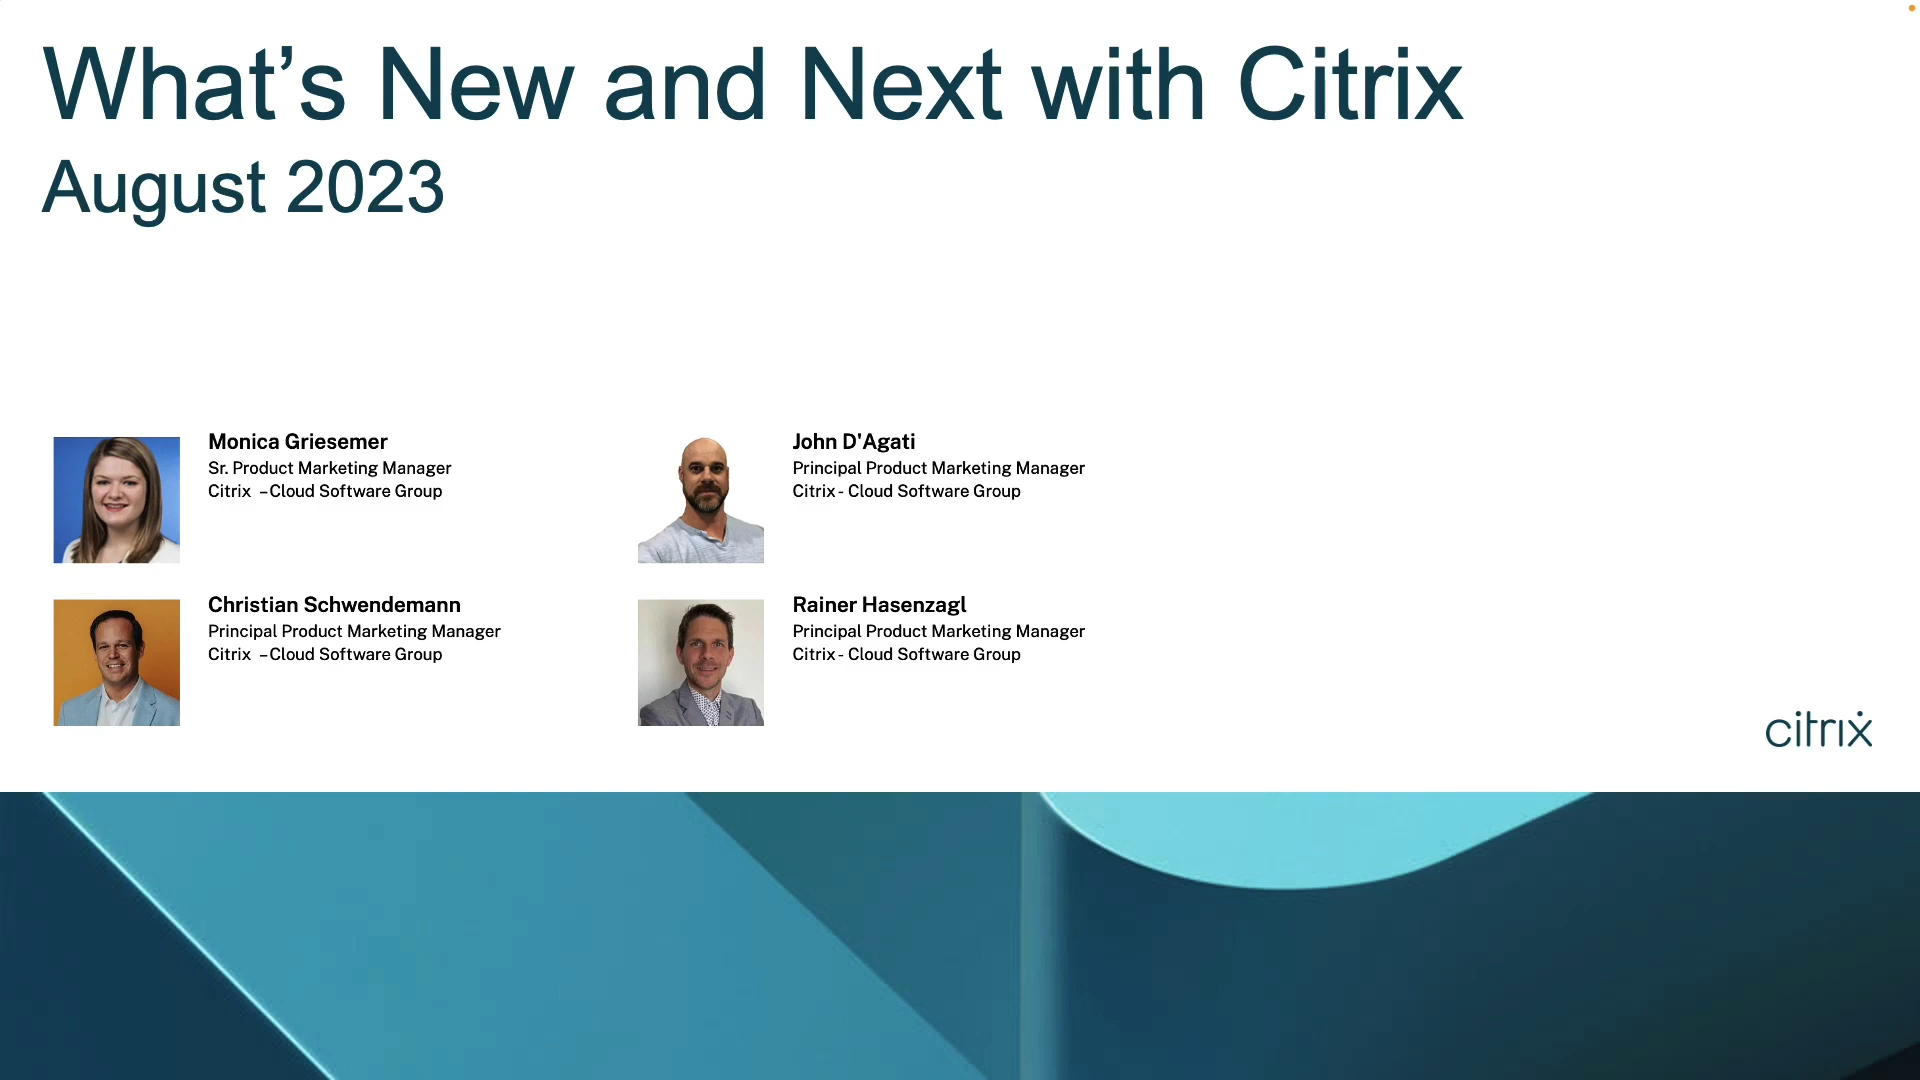 What’s New and Next with Citrix
August 2023
Monica Griesemer
Sr. Product Marketing Manager
Citrix – Cloud Software Group
John D'Agati
Principal Product Marketing Manager
Citrix - Cloud Software Group
Christian Schwendemann
Principal Product Marketing Manager
Citrix – Cloud Software Group
Rainer Hasenzagl
Principal Product Marketing Manager
Citrix - Cloud Software Group
citrix